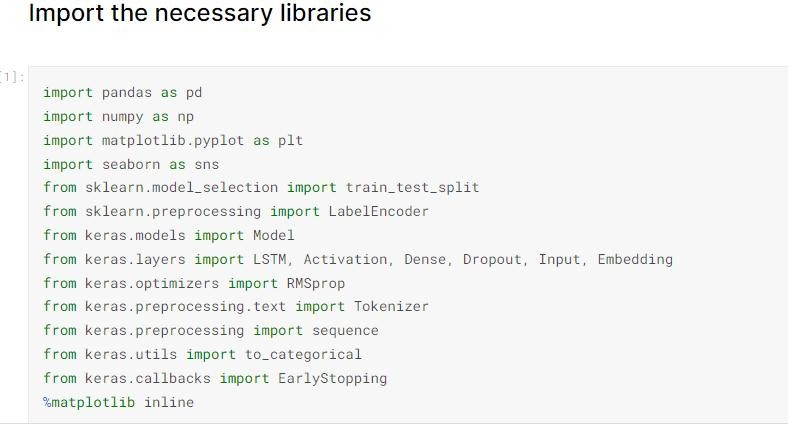 Import the necessary libraries
[1]:
import pandas as pd
import numpy as np
import matplotlib.pyplot as plt
import seaborn as sns
from sklearn.model_selection import train_test_split
from sklearn.preprocessing import LabelEncoder
from keras.models import Model
from keras.layers import LSTM, Activation, Dense, Dropout, Input, Embedding
from keras.optimizers import RMSprop
from keras.preprocessing.text import Tokenizer
from keras.preprocessing import sequence
from keras.utils import to_categorical
from keras.callbacks import EarlyStopping
%matplotlib inline